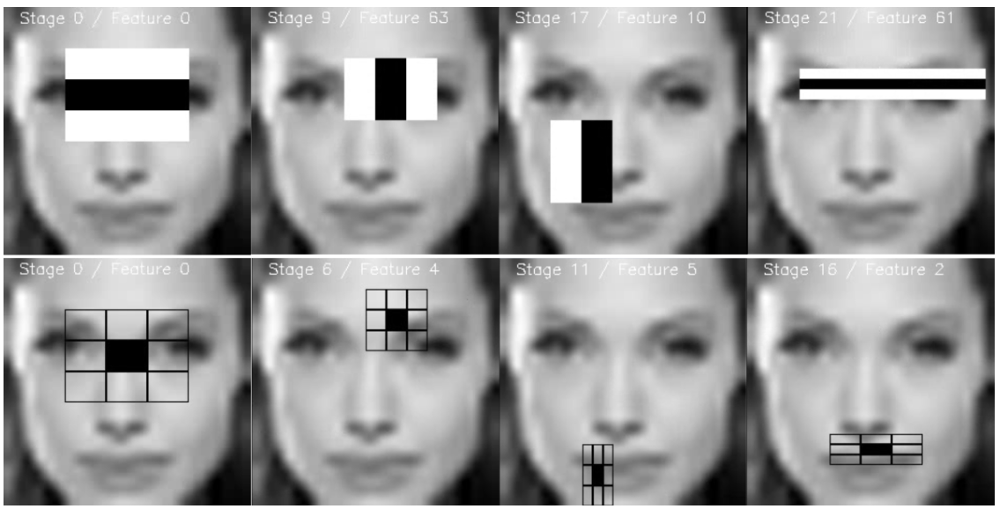 Stage 0 / Feature 0
Stage 9 / Feature 63
Stage 17 / Feature 10
Stage 21 / Feature 61
Stage 0 / Feature 0
Stage 6 / Feature 4
Stage 11 / Feature 5
Stage 16 / Feature 2